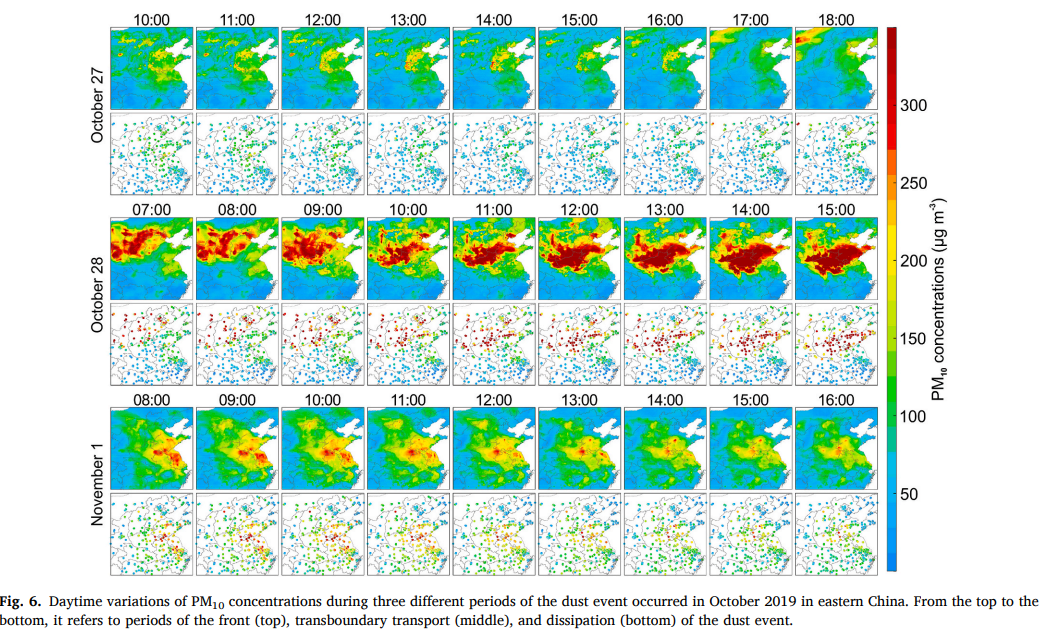 10:00 11:00 12:00 13:00 14:00 15:00 16:00 17:00 18:00
October 27
07:00 08:00 09:00 10:00 11:00 12:00 13:00 14:00 15:00
October 28
08:00 09:00 10:00 11:00 12:00 13:00 14:00 15:00 16:00
November 1
300
250
200
150
100
50
PM₁₀ concentrations (µg m⁻³)
Fig. 6. Daytime variations of PM₁₀ concentrations during three different periods of the dust event occurred in October 2019 in eastern China. From the top to the
bottom, it refers to periods of the front (top), transboundary transport (middle), and dissipation (bottom) of the dust event.